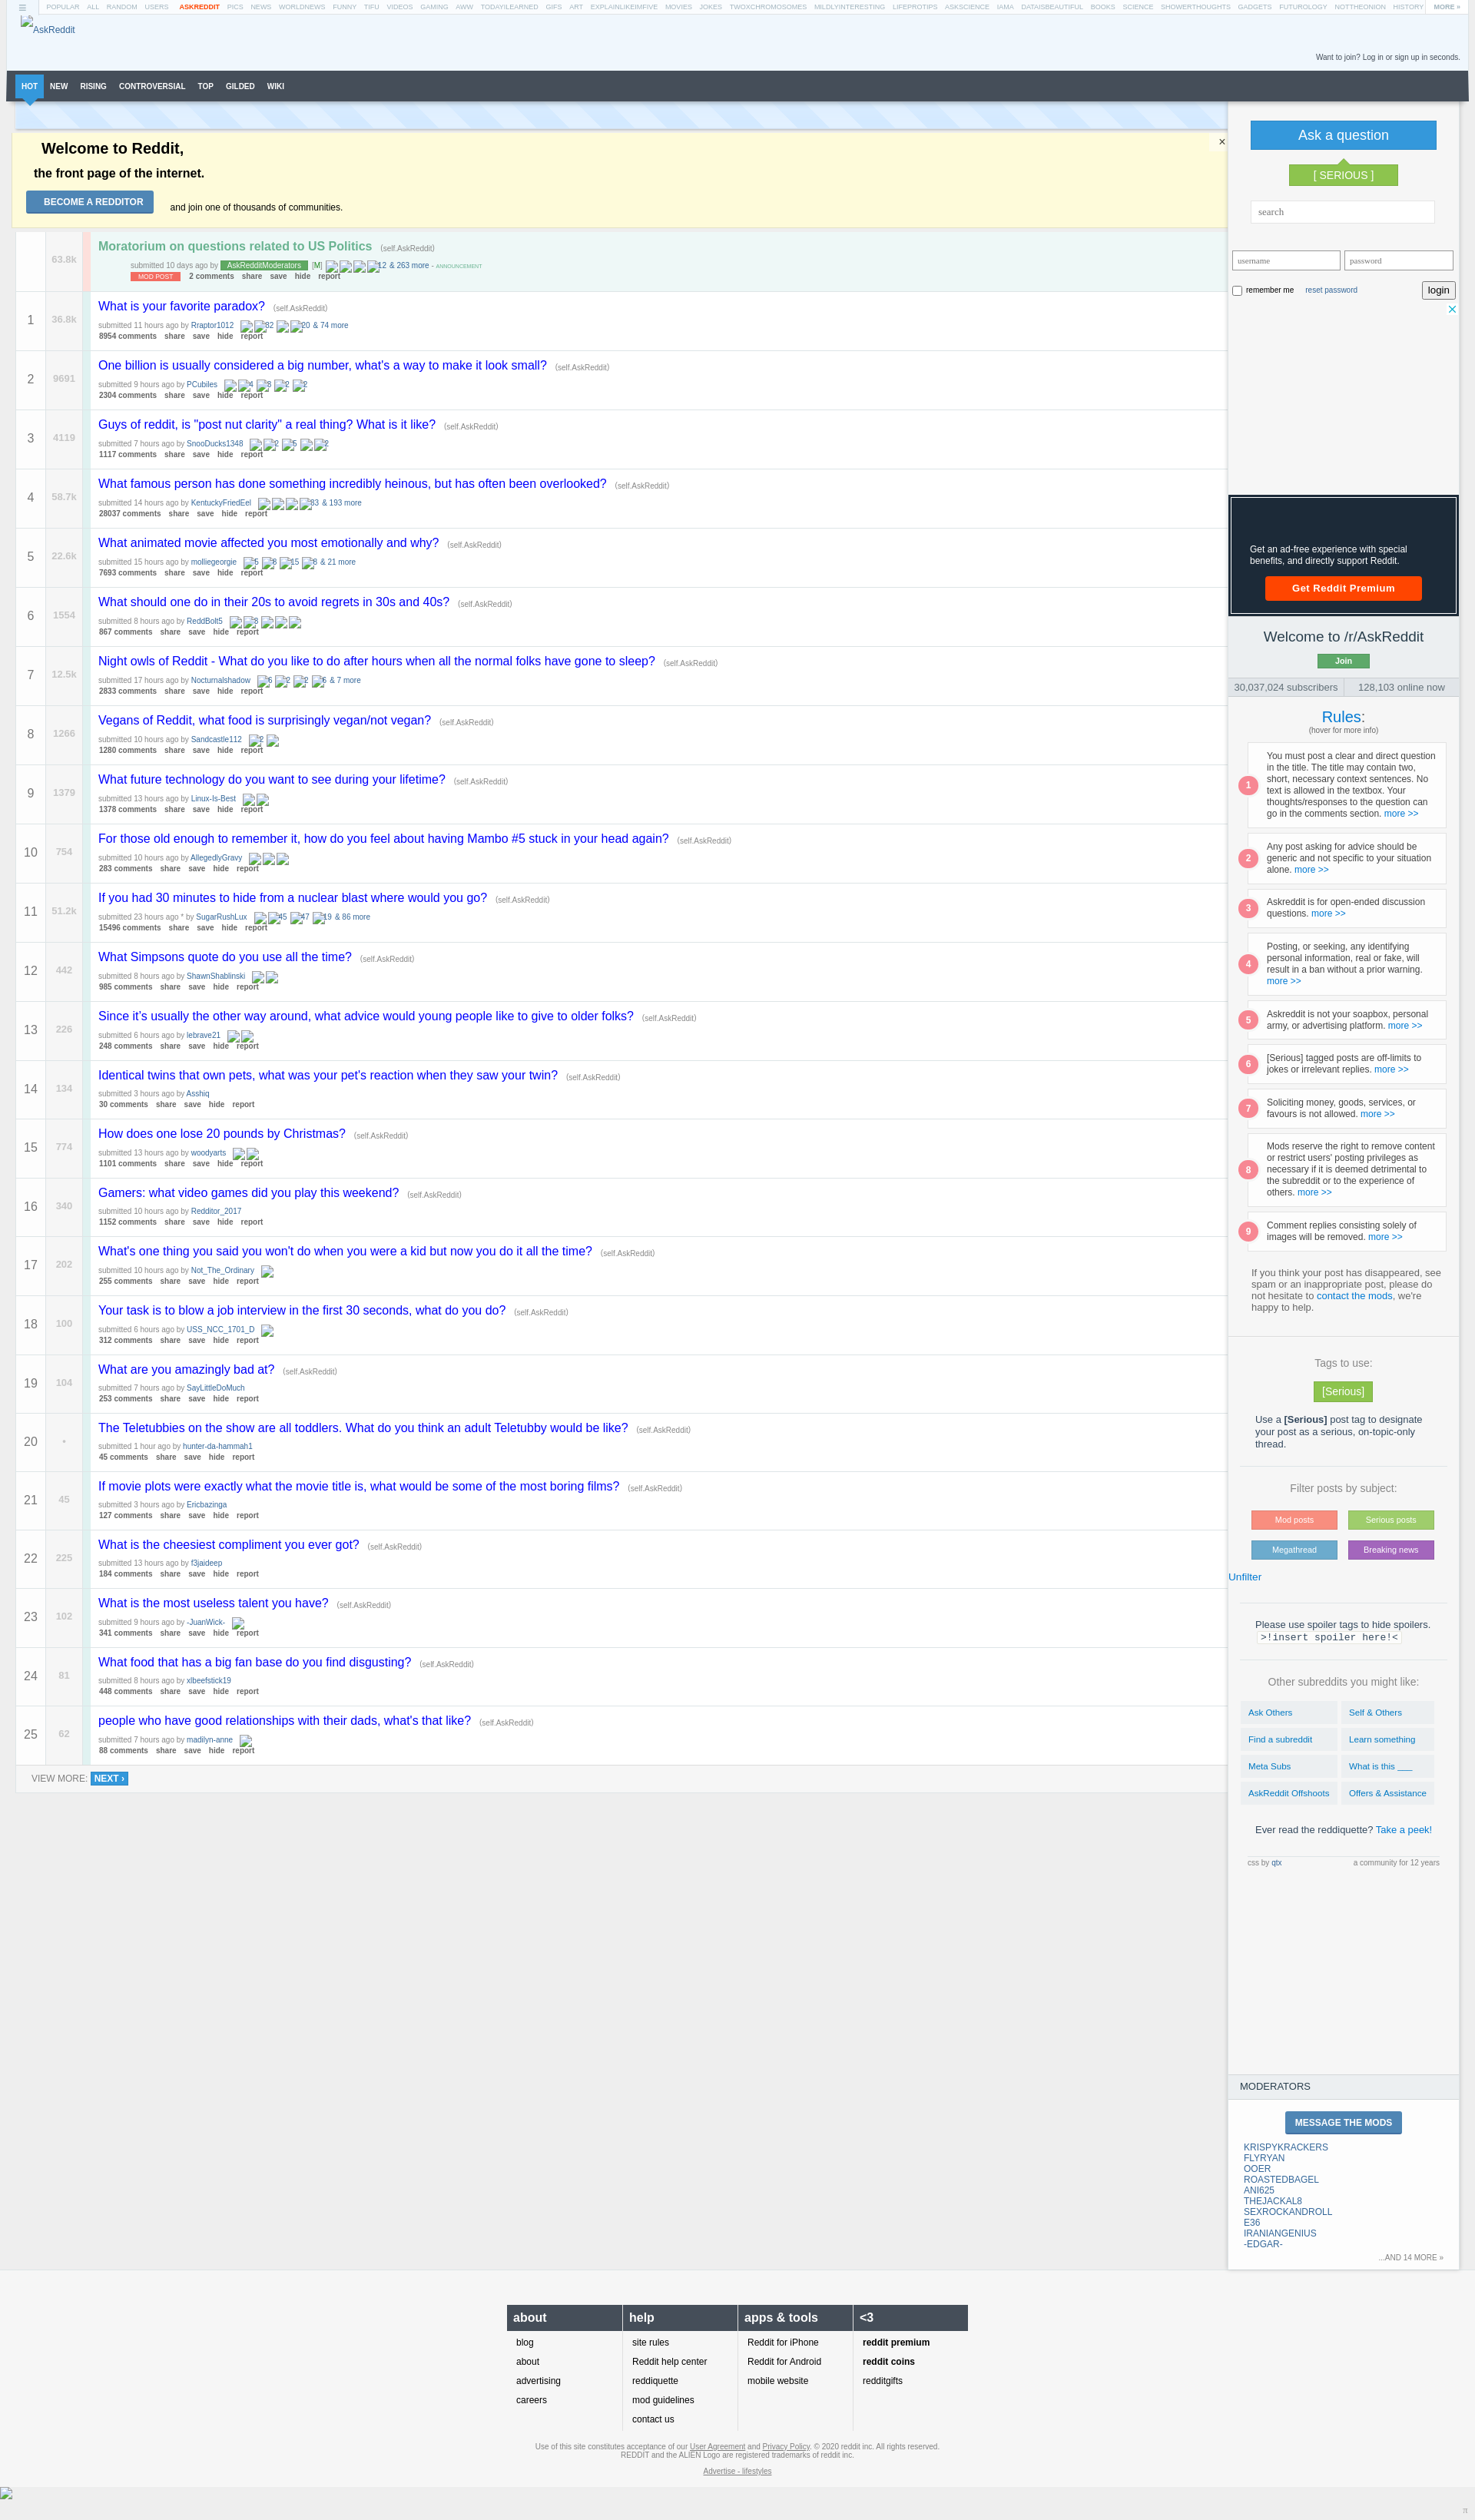 ≡ POPULAR ALL RANDOM USERS ASKREDDIT PICS NEWS WORLDNEWS FUNNY TIFU VIDEOS GAMING AWW TODAYILEARNED GIFS ART EXPLAINLIKEIMFIVE MOVIES JOKES TWOXCHROMOSOMES MILDLYINTERESTING LIFEPROTIPS ASKSCIENCE IAMA DATAISBEAUTIFUL BOOKS SCIENCE SHOWERTHOUGHTS GADGETS FUTUROLOGY NOTTHEONION HISTORY MORE »
AskReddit
Want to join? Log in or sign up in seconds.
HOT NEW RISING CONTROVERSIAL TOP GILDED WIKI
Welcome to Reddit,
the front page of the internet.
BECOME A REDDITOR and join one of thousands of communities.
×
63.8k
Moratorium on questions related to US Politics (self.AskReddit)
submitted 10 days ago by AskRedditModerators [M] 12 & 263 more - ANNOUNCEMENT
MOD POST 2 comments share save hide report
1 36.8k
What is your favorite paradox? (self.AskReddit)
submitted 11 hours ago by Rraptor1012 32 20 & 74 more
8954 comments share save hide report
2 9691
One billion is usually considered a big number, what's a way to make it look small? (self.AskReddit)
submitted 9 hours ago by PCubiles 4 3 2 2
2304 comments share save hide report
3 4119
Guys of reddit, is "post nut clarity" a real thing? What is it like? (self.AskReddit)
submitted 7 hours ago by SnooDucks1348 2 5 2
1117 comments share save hide report
4 58.7k
What famous person has done something incredibly heinous, but has often been overlooked? (self.AskReddit)
submitted 14 hours ago by KentuckyFriedEel 33 & 193 more
28037 comments share save hide report
5 22.6k
What animated movie affected you most emotionally and why? (self.AskReddit)
submitted 15 hours ago by molliegeorgie 5 8 15 8 & 21 more
7693 comments share save hide report
6 1554
What should one do in their 20s to avoid regrets in 30s and 40s? (self.AskReddit)
submitted 8 hours ago by ReddBolt5 3
867 comments share save hide report
7 12.5k
Night owls of Reddit - What do you like to do after hours when all the normal folks have gone to sleep? (self.AskReddit)
submitted 17 hours ago by Nocturnalshadow 6 2 2 6 & 7 more
2833 comments share save hide report
8 1266
Vegans of Reddit, what food is surprisingly vegan/not vegan? (self.AskReddit)
submitted 10 hours ago by Sandcastle112 2
1280 comments share save hide report
9 1379
What future technology do you want to see during your lifetime? (self.AskReddit)
submitted 13 hours ago by Linux-Is-Best
1378 comments share save hide report
10 754
For those old enough to remember it, how do you feel about having Mambo #5 stuck in your head again? (self.AskReddit)
submitted 10 hours ago by AllegedlyGravy
283 comments share save hide report
11 51.2k
If you had 30 minutes to hide from a nuclear blast where would you go? (self.AskReddit)
submitted 23 hours ago * by SugarRushLux 45 47 19 & 86 more
15496 comments share save hide report
12 442
What Simpsons quote do you use all the time? (self.AskReddit)
submitted 8 hours ago by ShawnShablinski
985 comments share save hide report
13 226
Since it's usually the other way around, what advice would young people like to give to older folks? (self.AskReddit)
submitted 6 hours ago by lebrave21
248 comments share save hide report
14 134
Identical twins that own pets, what was your pet's reaction when they saw your twin? (self.AskReddit)
submitted 3 hours ago by Asshiq
30 comments share save hide report
15 774
How does one lose 20 pounds by Christmas? (self.AskReddit)
submitted 13 hours ago by woodyarts
1101 comments share save hide report
16 340
Gamers: what video games did you play this weekend? (self.AskReddit)
submitted 10 hours ago by Redditor_2017
1152 comments share save hide report
17 202
What's one thing you said you won't do when you were a kid but now you do it all the time? (self.AskReddit)
submitted 10 hours ago by Not_The_Ordinary
255 comments share save hide report
18 100
Your task is to blow a job interview in the first 30 seconds, what do you do? (self.AskReddit)
submitted 6 hours ago by USS_NCC_1701_D
312 comments share save hide report
19 104
What are you amazingly bad at? (self.AskReddit)
submitted 7 hours ago by SayLittleDoMuch
253 comments share save hide report
20 •
The Teletubbies on the show are all toddlers. What do you think an adult Teletubby would be like? (self.AskReddit)
submitted 1 hour ago by hunter-da-hammah1
45 comments share save hide report
21 45
If movie plots were exactly what the movie title is, what would be some of the most boring films? (self.AskReddit)
submitted 3 hours ago by Ericbazinga
127 comments share save hide report
22 225
What is the cheesiest compliment you ever got? (self.AskReddit)
submitted 13 hours ago by f3jaideep
184 comments share save hide report
23 102
What is the most useless talent you have? (self.AskReddit)
submitted 9 hours ago by -JuanWick-
341 comments share save hide report
24 81
What food that has a big fan base do you find disgusting? (self.AskReddit)
submitted 8 hours ago by xlbeefstick19
448 comments share save hide report
25 62
people who have good relationships with their dads, what's that like? (self.AskReddit)
submitted 7 hours ago by madilyn-anne
88 comments share save hide report
VIEW MORE: NEXT ›
Ask a question
[ SERIOUS ]
search
username password
remember me reset password login
Get an ad-free experience with special
benefits, and directly support Reddit.
Get Reddit Premium
Welcome to /r/AskReddit
Join
30,037,024 subscribers 128,103 online now
Rules:
(hover for more info)
1 You must post a clear and direct question
in the title. The title may contain two,
short, necessary context sentences. No
text is allowed in the textbox. Your
thoughts/responses to the question can
go in the comments section. more >>
2 Any post asking for advice should be
generic and not specific to your situation
alone. more >>
3 Askreddit is for open-ended discussion
questions. more >>
4 Posting, or seeking, any identifying
personal information, real or fake, will
result in a ban without a prior warning.
more >>
5 Askreddit is not your soapbox, personal
army, or advertising platform. more >>
6 [Serious] tagged posts are off-limits to
jokes or irrelevant replies. more >>
7 Soliciting money, goods, services, or
favours is not allowed. more >>
8 Mods reserve the right to remove content
or restrict users' posting privileges as
necessary if it is deemed detrimental to
the subreddit or to the experience of
others. more >>
9 Comment replies consisting solely of
images will be removed. more >>
If you think your post has disappeared, see
spam or an inappropriate post, please do
not hesitate to contact the mods, we're
happy to help.
Tags to use:
[Serious]
Use a [Serious] post tag to designate
your post as a serious, on-topic-only
thread.
Filter posts by subject:
Mod posts Serious posts
Megathread Breaking news
Unfilter
Please use spoiler tags to hide spoilers.
>!insert spoiler here!<
Other subreddits you might like:
Ask Others Self & Others
Find a subreddit Learn something
Meta Subs What is this ___
AskReddit Offshoots Offers & Assistance
Ever read the reddiquette? Take a peek!
css by qtx a community for 12 years
MODERATORS
MESSAGE THE MODS
KRISPYKRACKERS
FLYRYAN
OOER
ROASTEDBAGEL
ANI625
THEJACKAL8
SEXROCKANDROLL
E36
IRANIANGENIUS
-EDGAR-
...AND 14 MORE »
about help apps & tools <3
blog site rules Reddit for iPhone reddit premium
about Reddit help center Reddit for Android reddit coins
advertising reddiquette mobile website redditgifts
careers mod guidelines
contact us
Use of this site constitutes acceptance of our User Agreement and Privacy Policy. © 2020 reddit inc. All rights reserved.
REDDIT and the ALIEN Logo are registered trademarks of reddit inc.
Advertise - lifestyles
π